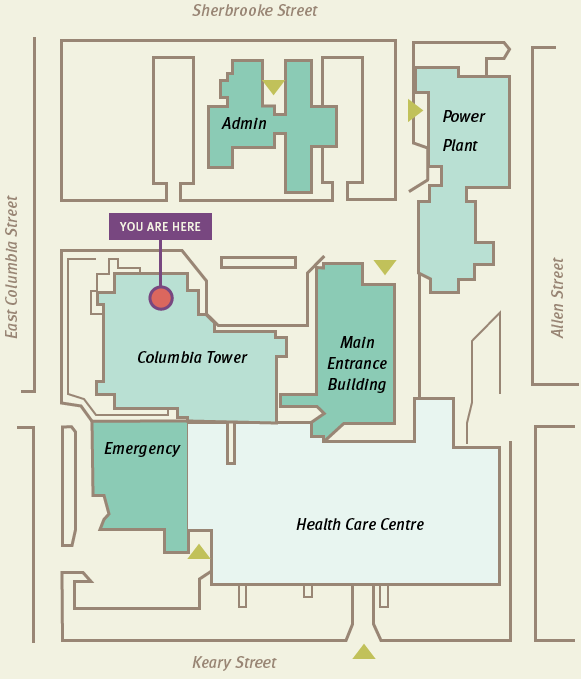 Sherbrooke Street
Admin
Power
Plant
East Columbia Street
YOU ARE HERE
Allen Street
Columbia Tower
Main
Entrance
Building
Emergency
Health Care Centre
Keary Street